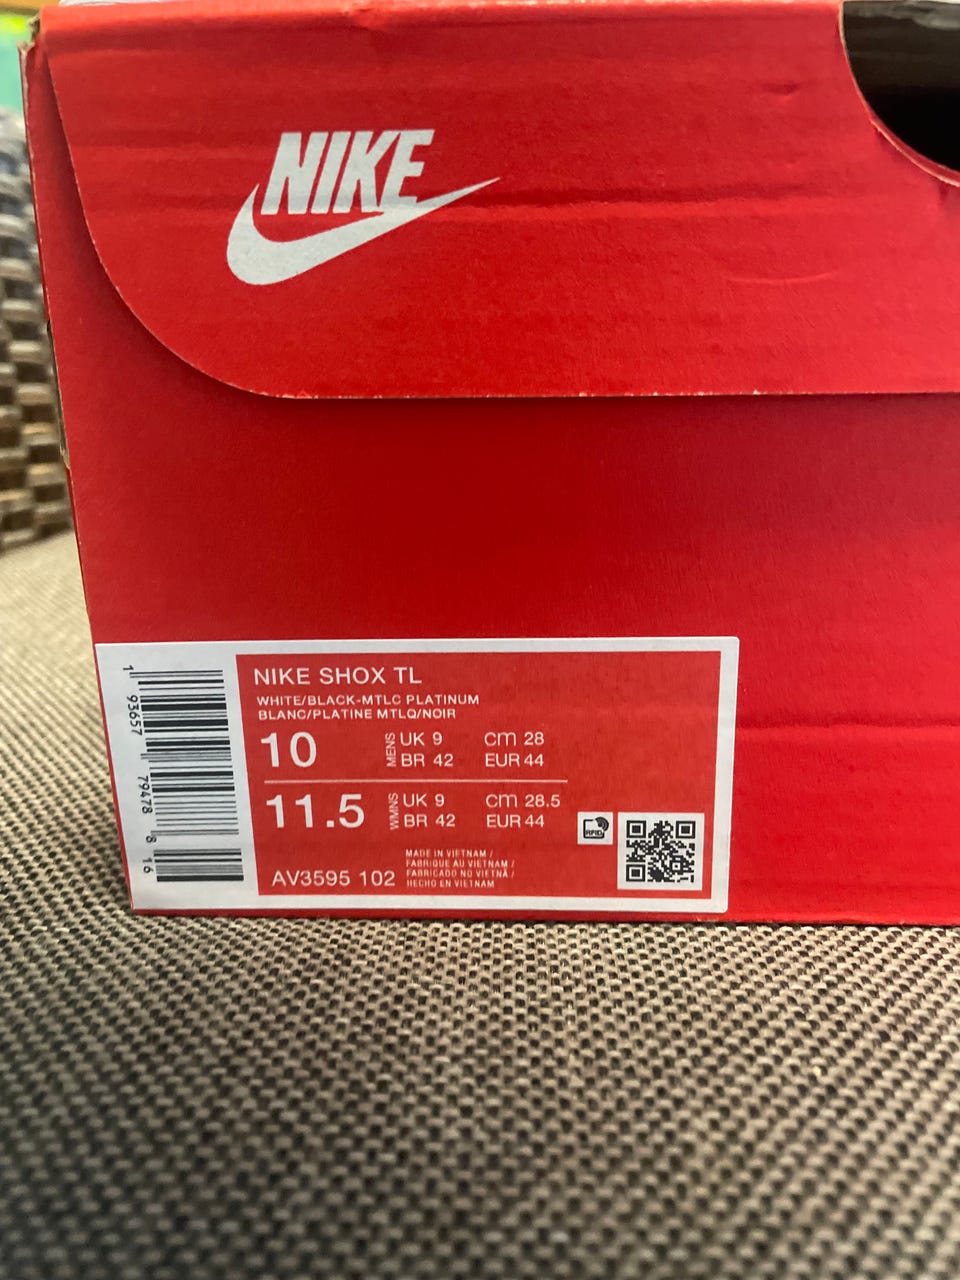 NIKE
NIKE SHOX TL
WHITE/BLACK-MTLC PLATINUM
BLANC/PLATINE MTLQ/NOIR
10 MENS UK 9 cm 28
BR 42 EUR 44
11.5 WMNS UK 9 cm 28.5
BR 42 EUR 44
RFID
AV3595 102
MADE IN VIETNAM /
FABRIQUE AU VIETNAM /
FABRICADO NO VIETNÃ /
HECHO EN VIETNAM
1 93657 79478 8 16